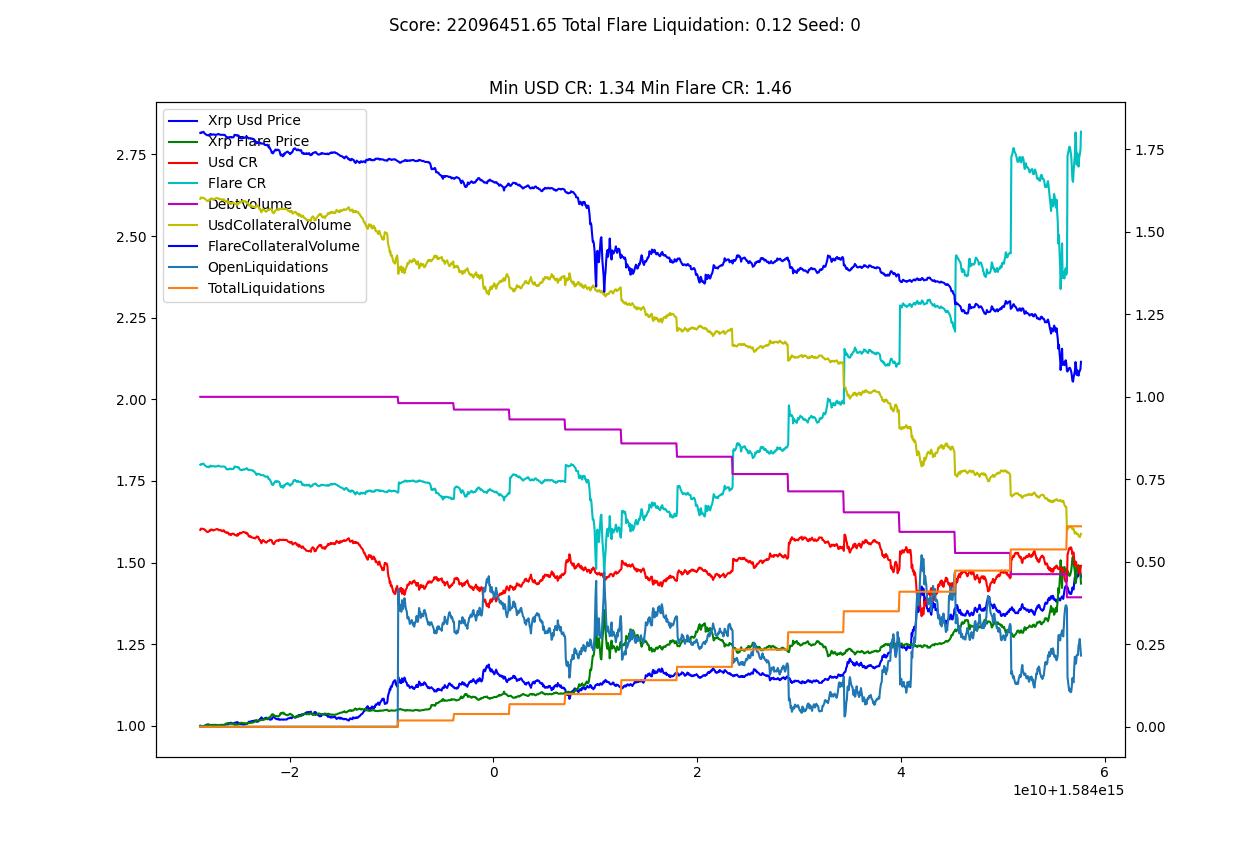 Score: 22096451.65 Total Flare Liquidation: 0.12 Seed: 0
Min USD CR: 1.34 Min Flare CR: 1.46
Xrp Usd Price
Xrp Flare Price
Usd CR
Flare CR
DebtVolume
UsdCollateralVolume
FlareCollateralVolume
OpenLiquidations
TotalLiquidations
2.75
2.50
2.25
2.00
1.75
1.50
1.25
1.00
1.75
1.50
1.25
1.00
0.75
0.50
0.25
0.00
−2
0
2
4
6
1e10+1.584e15